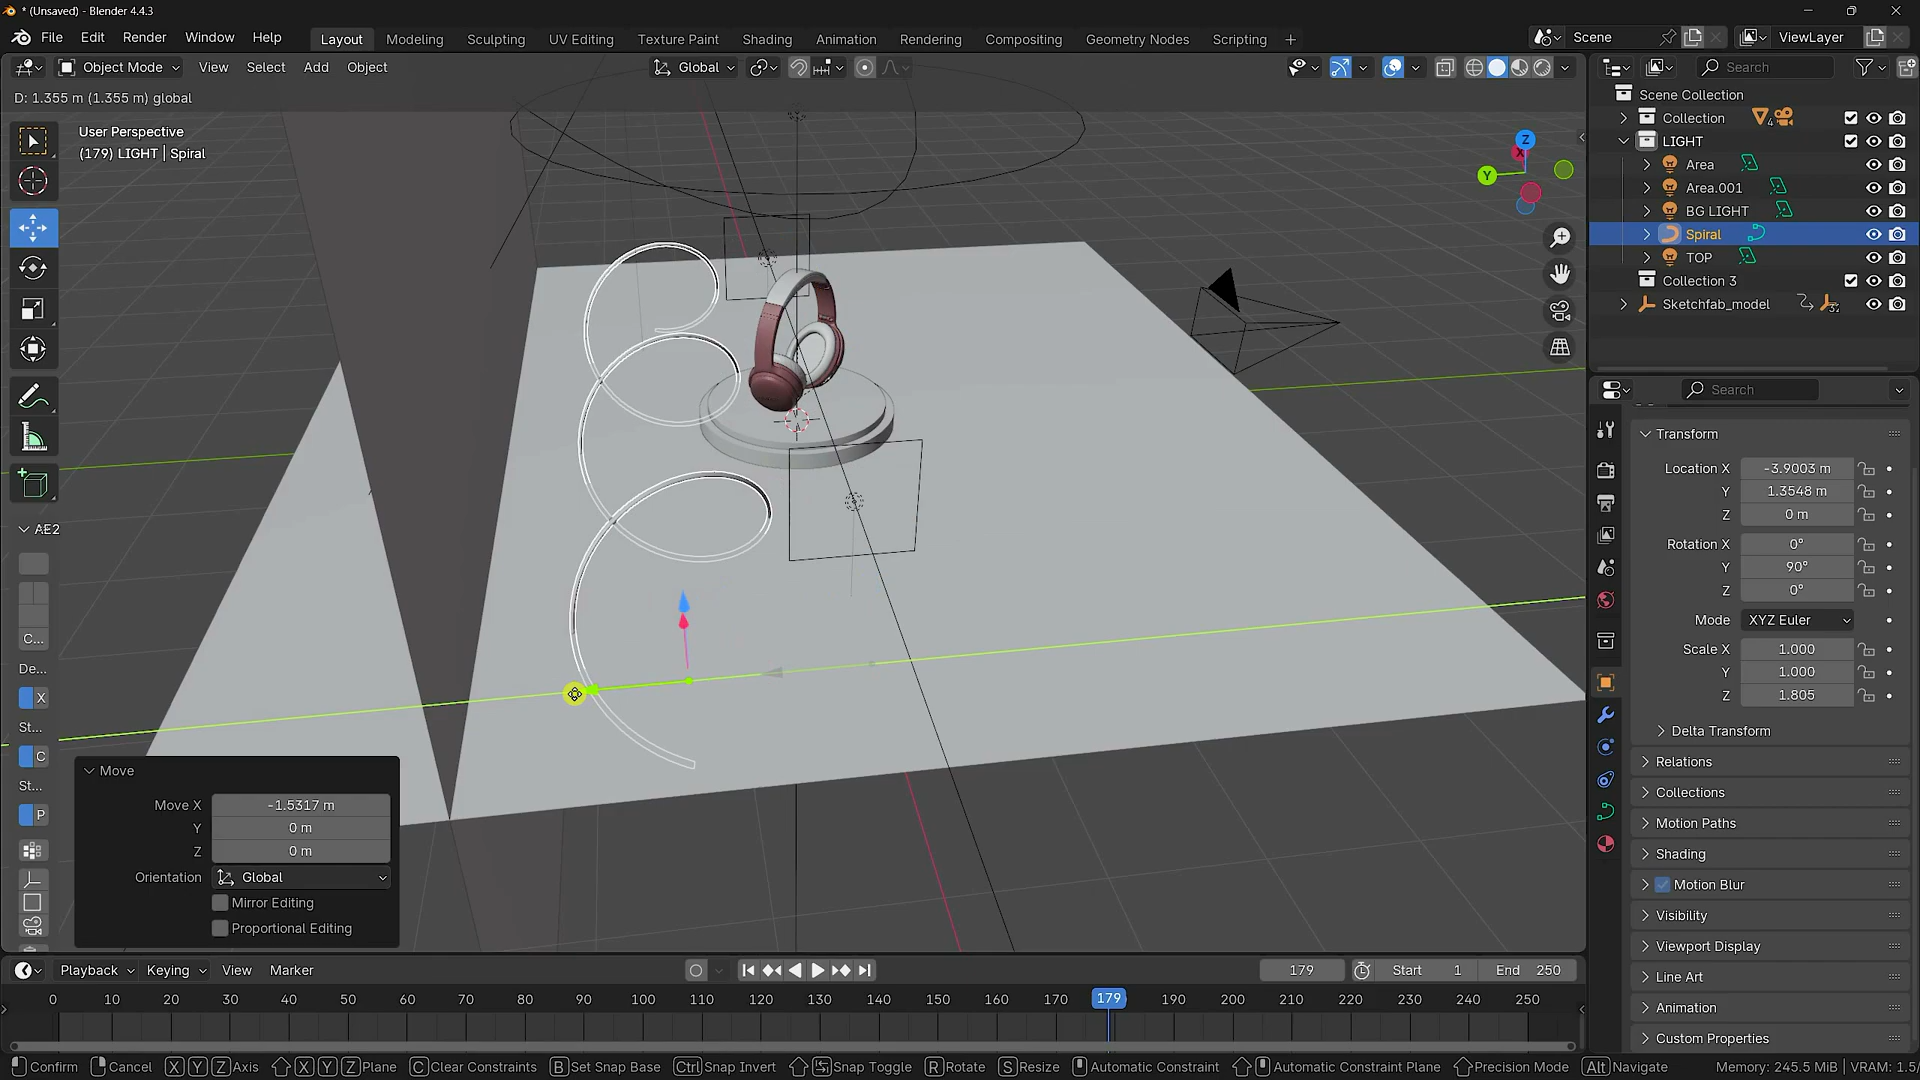 * (Unsaved) - Blender 4.4.3
File Edit Render Window Help
Layout Modeling Sculpting UV Editing Texture Paint Shading Animation Rendering Compositing Geometry Nodes Scripting
Scene
ViewLayer
Object Mode View Select Add Object
Global
Search
D: 1.355 m (1.355 m) global
User Perspective
(179) LIGHT | Spiral
Z
X
Y
Scene Collection
Collection
4
LIGHT
Area
Area.001
BG LIGHT
Spiral
TOP
Collection 3
Sketchfab_model
32
Search
Transform
Location X -3.9003 m
Y 1.3548 m
Z 0 m
Rotation X 0°
Y 90°
Z 0°
Mode XYZ Euler
Scale X 1.000
Y 1.000
Z 1.805
Delta Transform
Relations
Collections
Motion Paths
Shading
Motion Blur
Visibility
Viewport Display
Line Art
Animation
Custom Properties
AE2
C...
De...
X
St...
C
St...
P
Move
Move X -1.5317 m
Y 0 m
Z 0 m
Orientation Global
Mirror Editing
Proportional Editing
Playback Keying View Marker
179 Start 1 End 250
0 10 20 30 40 50 60 70 80 90 100 110 120 130 140 150 160 170 179 190 200 210 220 230 240 250
Confirm Cancel X Y Z Axis X Y Z Plane C Clear Constraints B Set Snap Base Ctrl Snap Invert Snap Toggle R Rotate S Resize Automatic Constraint Automatic Constraint Plane Precision Mode Alt Navigate Memory: 245.5 MiB | VRAM: 1.5/